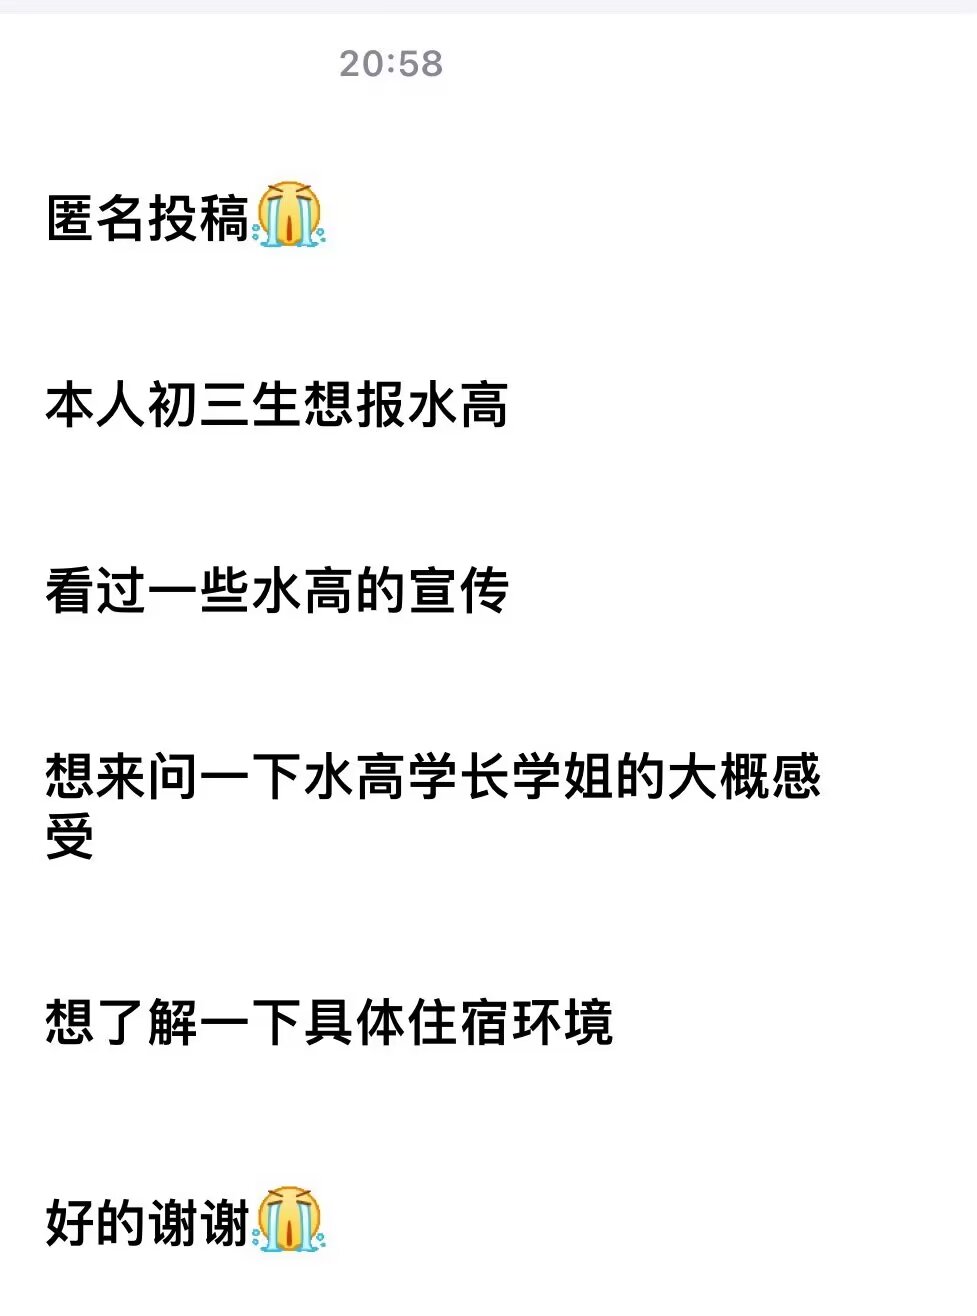 20:58
匿名投稿😭
本人初三生想报水高
看过一些水高的宣传
想来问一下水高学长学姐的大概感
受
想了解一下具体住宿环境
好的谢谢😭